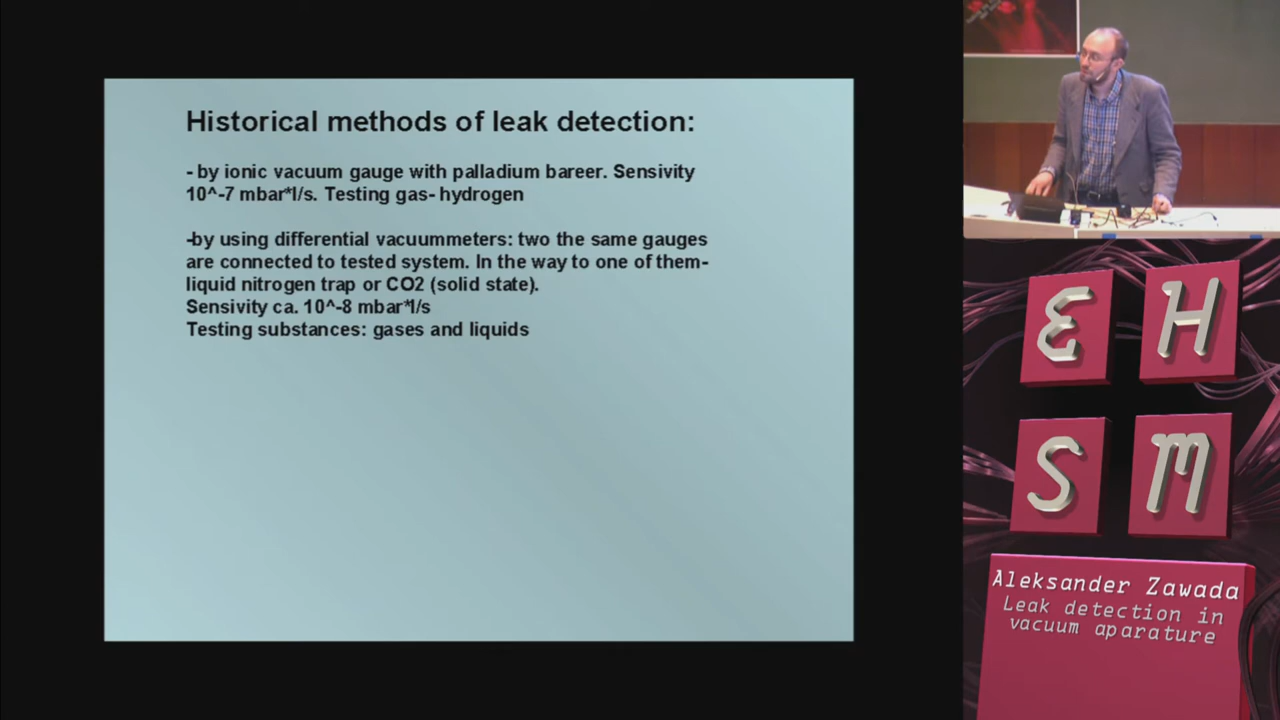 Historical methods of leak detection:
- by ionic vacuum gauge with palladium bareer. Sensivity
10^-7 mbar*l/s. Testing gas- hydrogen
-by using differential vacuummeters: two the same gauges
are connected to tested system. In the way to one of them-
liquid nitrogen trap or CO2 (solid state).
Sensivity ca. 10^-8 mbar*l/s
Testing substances: gases and liquids
E H
S M
Aleksander Zawada
Leak detection in
vacuum aparature